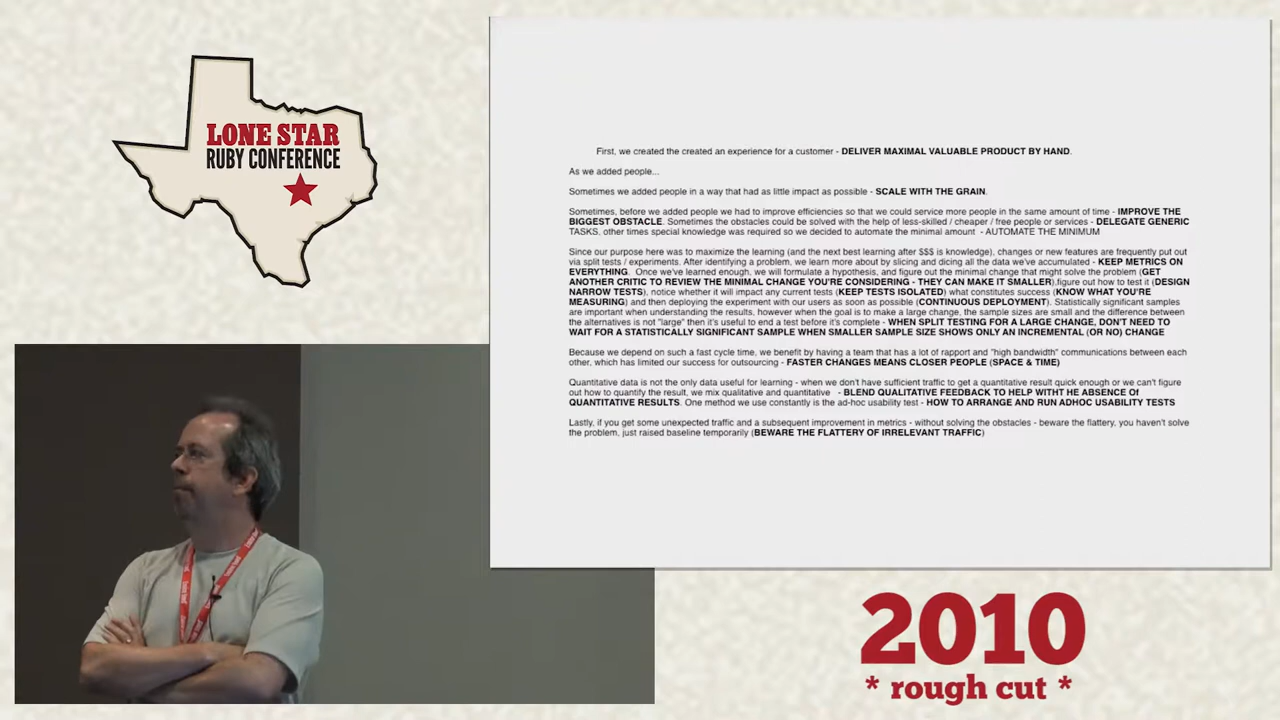 LONE STAR
RUBY CONFERENCE
First, we created the created an experience for a customer - DELIVER MAXIMAL VALUABLE PRODUCT BY HAND.
As we added people...
Sometimes we added people in a way that had as little impact as possible - SCALE WITH THE GRAIN.
Sometimes, before we added people we had to improve efficiencies so that we could service more people in the same amount of time - IMPROVE THE
BIGGEST OBSTACLE. Sometimes the obstacles could be solved with the help of less-skilled / cheaper / free people or services - DELEGATE GENERIC
TASKS. other times special knowledge was required so we decided to automate the minimal amount - AUTOMATE THE MINIMUM
Since our purpose here was to maximize the learning (and the next best learning after $$$ is knowledge), changes or new features are frequently put out
via split tests / experiments. After identifying a problem, we learn more about by slicing and dicing all the data we've accumulated - KEEP METRICS ON
EVERYTHING. Once we've learned enough, we will formulate a hypothesis, and figure out the minimal change that might solve the problem (GET
ANOTHER CRITIC TO REVIEW THE MINIMAL CHANGE YOU'RE CONSIDERING - THEY CAN MAKE IT SMALLER).figure out how to test it (DESIGN
NARROW TESTS), notice whether it will impact any current tests (KEEP TESTS ISOLATED) what constitutes success (KNOW WHAT YOU'RE
MEASURING) and then deploying the experiment with our users as soon as possible (CONTINUOUS DEPLOYMENT). Statistically significant samples
are important when understanding the results, however when the goal is to make a large change, the sample sizes are small and the difference between
the alternatives is not "large" then it's useful to end a test before it's complete - WHEN SPLIT TESTING FOR A LARGE CHANGE, DON'T NEED TO
WAIT FOR A STATISTICALLY SIGNIFICANT SAMPLE WHEN SMALLER SAMPLE SIZE SHOWS ONLY AN INCREMENTAL (OR NO) CHANGE
Because we depend on such a fast cycle time, we benefit by having a team that has a lot of rapport and "high bandwidth" communications between each
other, which has limited our success for outsourcing - FASTER CHANGES MEANS CLOSER PEOPLE (SPACE & TIME)
Quantitative data is not the only data useful for learning - when we don't have sufficient traffic to get a quantitative result quick enough or we can't figure
out how to quantify the result, we mix qualitative and quantitative - BLEND QUALITATIVE FEEDBACK TO HELP WITHT HE ABSENCE Of
QUANTITATIVE RESULTS. One method we use constantly is the ad-hoc usability test - HOW TO ARRANGE AND RUN ADHOC USABILITY TESTS
Lastly, if you get some unexpected traffic and a subsequent improvement in metrics - without solving the obstacles - beware the flattery, you haven't solve
the problem, just raised baseline temporarily (BEWARE THE FLATTERY OF IRRELEVANT TRAFFIC)
2010
* rough cut *